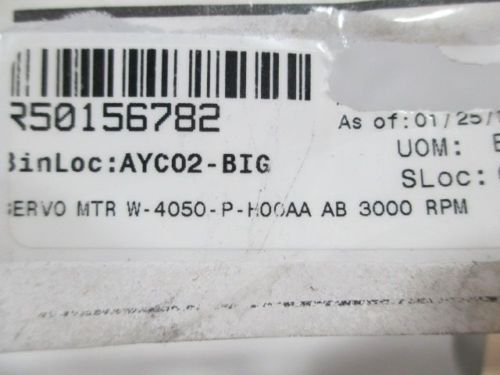 R50156782
As of:01/25/
BinLoc:AYC02-BIG
UOM: E
SLoc:
SERVO MTR W-4050-P-H00AA AB 3000 RPM